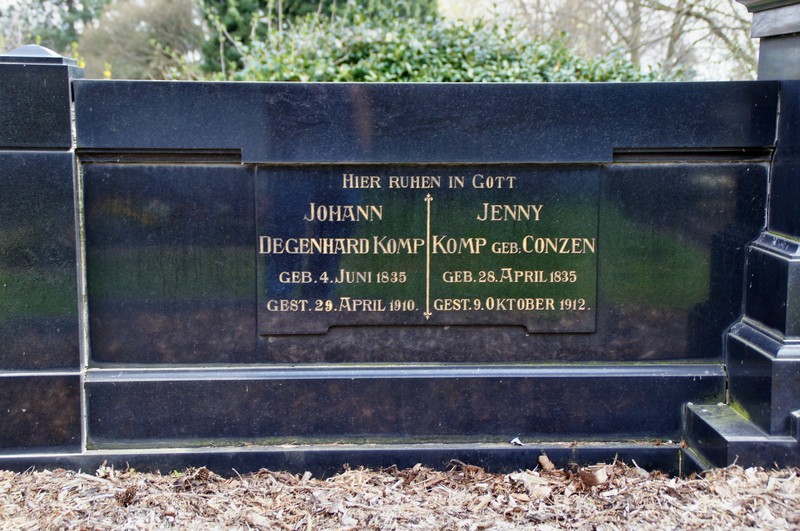 HIER RUHEN IN GOTT
JOHANN
DEGENHARD KOMP
GEB. 4. JUNI 1835
GEST. 29. APRIL 1910.
JENNY
KOMP GEB. CONZEN
GEB. 28. APRIL 1835
GEST. 9. OKTOBER 1912.